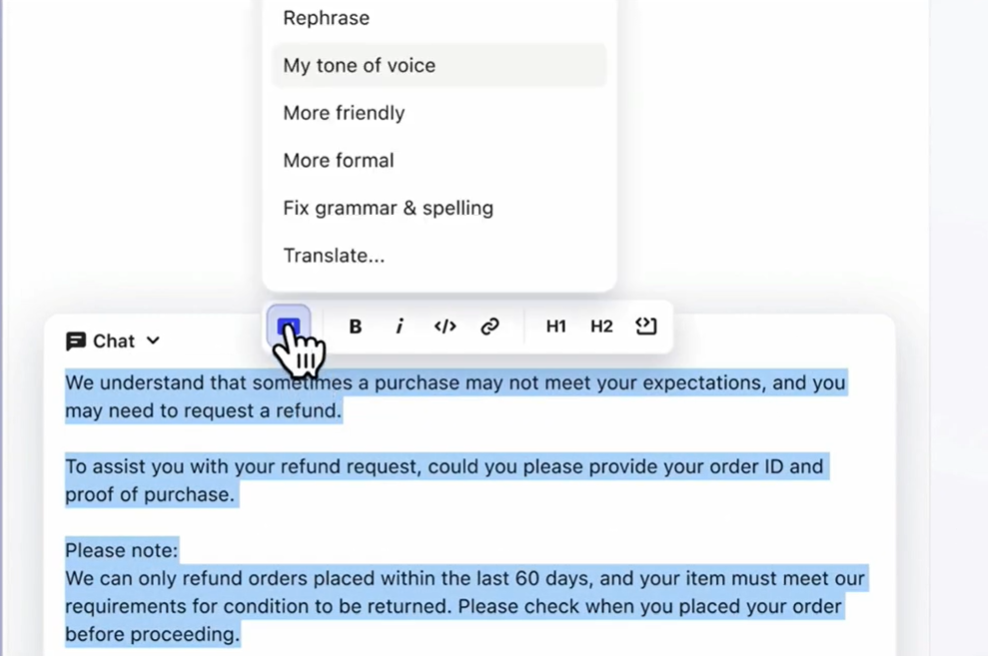 Rephrase
My tone of voice
More friendly
More formal
Fix grammar & spelling
Translate...
B i </> H1 H2
Chat
We understand that sometimes a purchase may not meet your expectations, and you
may need to request a refund.
To assist you with your refund request, could you please provide your order ID and
proof of purchase.
Please note:
We can only refund orders placed within the last 60 days, and your item must meet our
requirements for condition to be returned. Please check when you placed your order
before proceeding.